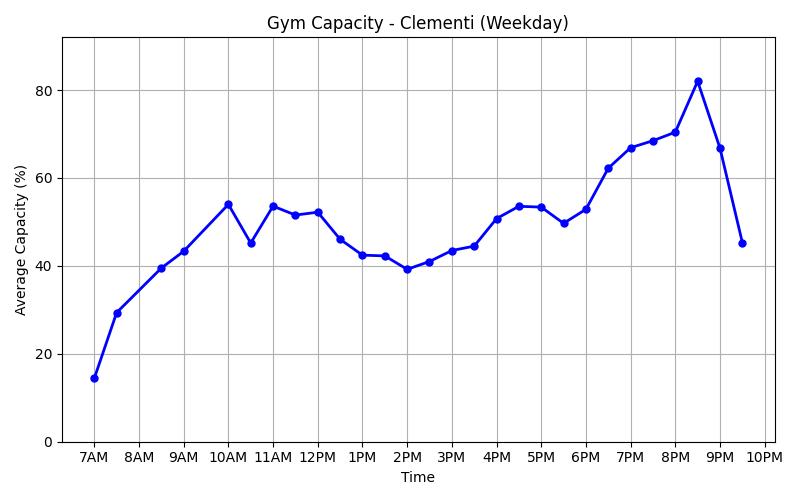 Gym Capacity - Clementi (Weekday)
Average Capacity (%)
80
60
40
20
0
7AM 8AM 9AM 10AM 11AM 12PM 1PM 2PM 3PM 4PM 5PM 6PM 7PM 8PM 9PM 10PM
Time